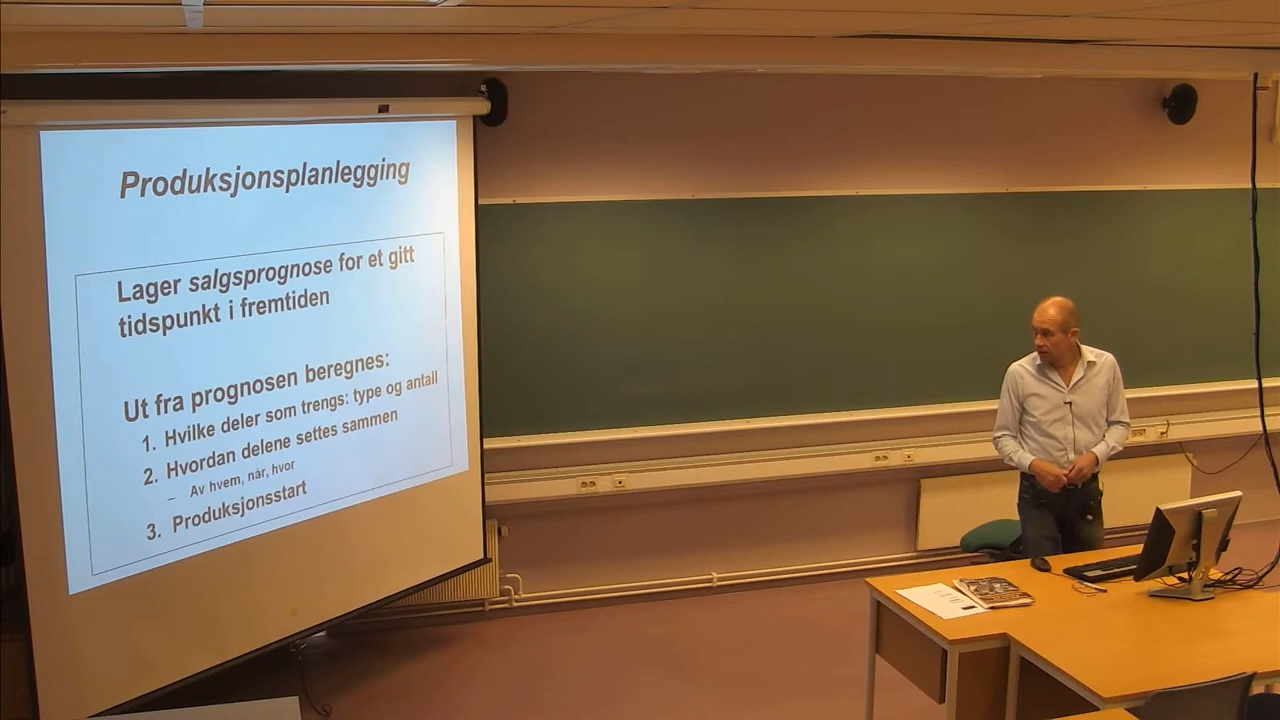 Produksjonsplanlegging
Lager salgsprognose for et gitt
tidspunkt i fremtiden
Ut fra prognosen beregnes:
1. Hvilke deler som trengs: type og antall
2. Hvordan delene settes sammen
– Av hvem, når, hvor
3. Produksjonsstart